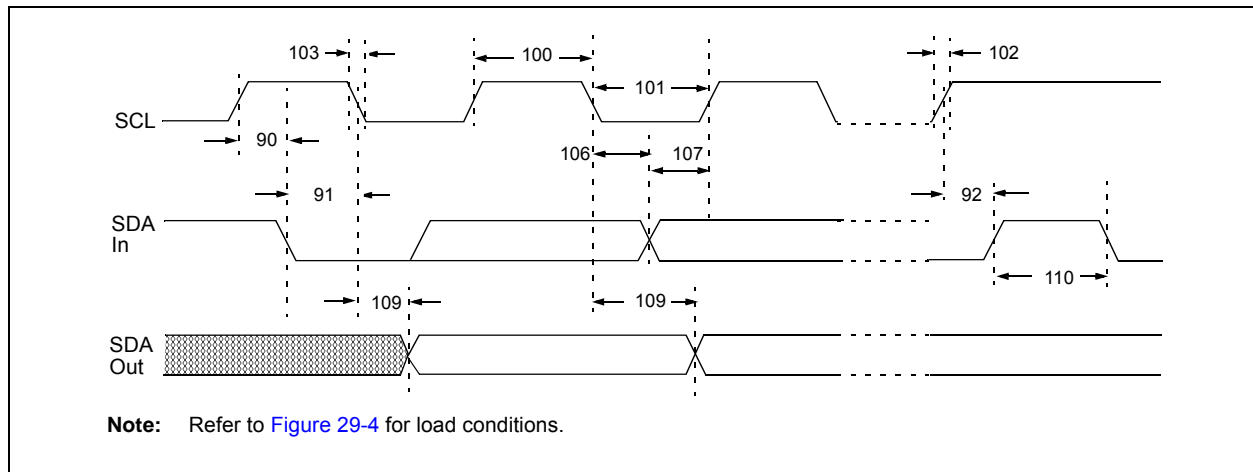 103
100
102
101
SCL
90
106
107
91
92
SDA
In
110
109
109
SDA
Out
Note: Refer to Figure 29-4 for load conditions.